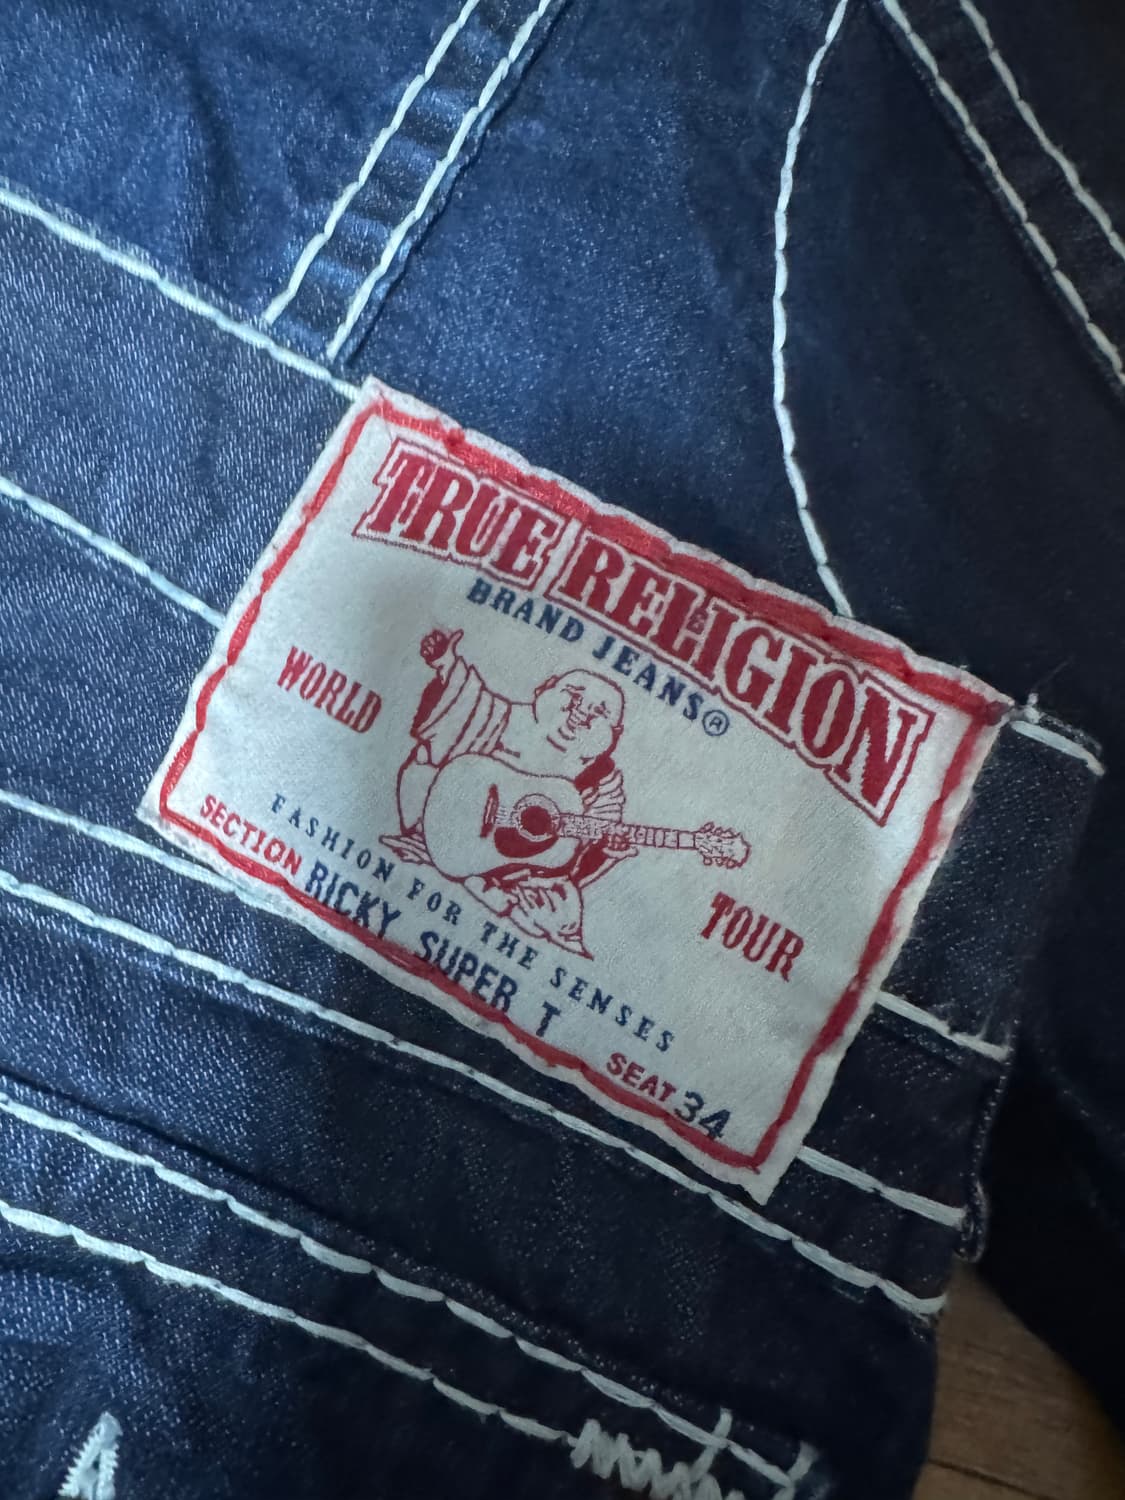 TRUE RELIGION
BRAND JEANS®
WORLD TOUR
FASHION FOR THE SENSES
SECTION RICKY SUPER T SEAT 34